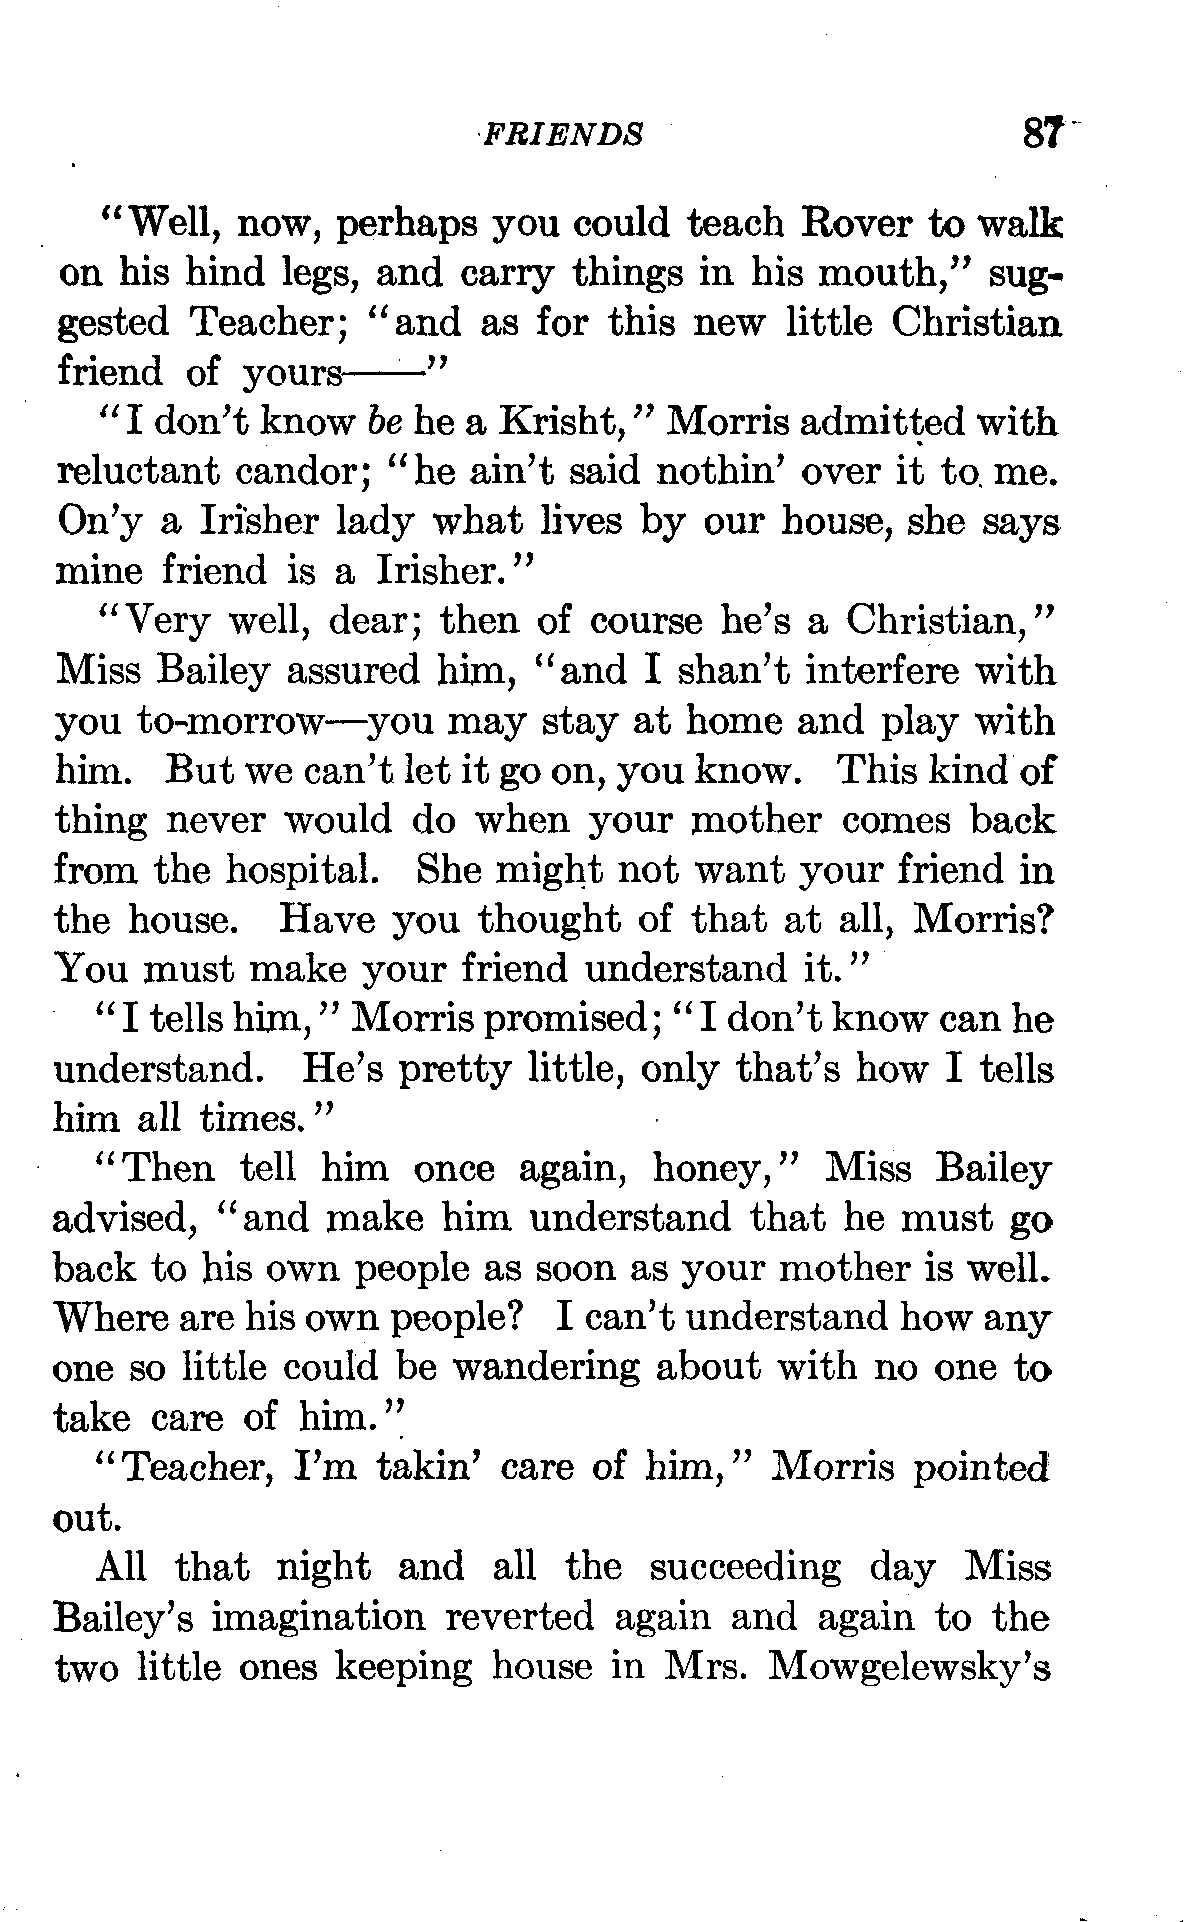 FRIENDS 87
“Well, now, perhaps you could teach Rover to walk
on his hind legs, and carry things in his mouth,” sug-
gested Teacher; “and as for this new little Christian
friend of yours——”
“I don’t know be he a Krisht,” Morris admitted with
reluctant candor; “he ain’t said nothin’ over it to me.
On’y a Irisher lady what lives by our house, she says
mine friend is a Irisher.”
“Very well, dear; then of course he’s a Christian,”
Miss Bailey assured him, “and I shan’t interfere with
you to-morrow—you may stay at home and play with
him. But we can’t let it go on, you know. This kind of
thing never would do when your mother comes back
from the hospital. She might not want your friend in
the house. Have you thought of that at all, Morris?
You must make your friend understand it.”
“I tells him,” Morris promised; “I don’t know can he
understand. He’s pretty little, only that’s how I tells
him all times.”
“Then tell him once again, honey,” Miss Bailey
advised, “and make him understand that he must go
back to his own people as soon as your mother is well.
Where are his own people? I can’t understand how any
one so little could be wandering about with no one to
take care of him.”
“Teacher, I’m takin’ care of him,” Morris pointed
out.
All that night and all the succeeding day Miss
Bailey’s imagination reverted again and again to the
two little ones keeping house in Mrs. Mowgelewsky’s